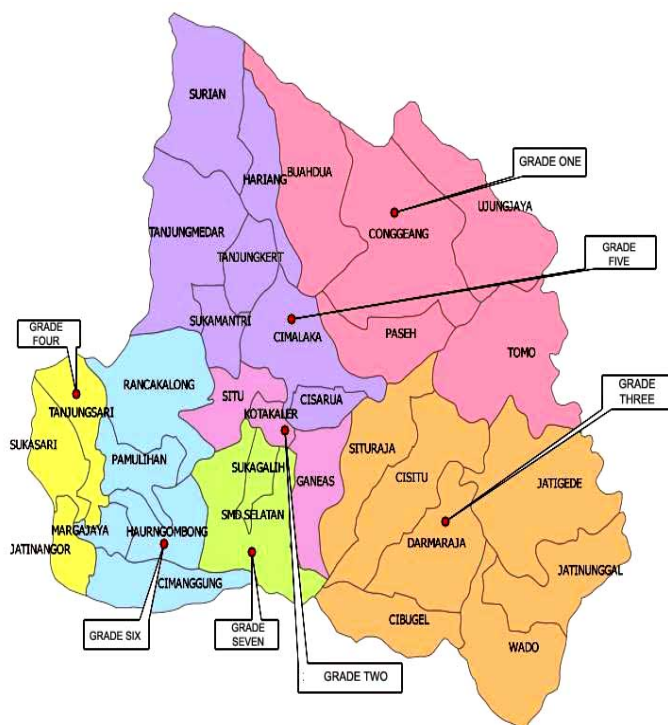 SURIAN
BUAHDUA
HARIANG
GRADE ONE
UJUNGJAYA
TANJUNGMEDAR
CONGGEANG
TANJUNGKERT
GRADE
FIVE
SUKAMANTRI
CIMALAKA
PASEH
TOMO
GRADE
FOUR
RANCAKALONG
SITU
CISARUA
GRADE
THREE
TANJUNGSARI
KOTAKALER
SUKASARI
SITURAJA
PAMULIHAN
SUKAGALIH
GANEAS
CISITU
JATIGEDE
SMD.SELATAN
MARGAJAYA
HAURNGOMBONG
DARMARAJA
JATINANGOR
JATINUNGGAL
CIMANGGUNG
CIBUGEL
GRADE SIX
GRADE
SEVEN
WADO
GRADE TWO